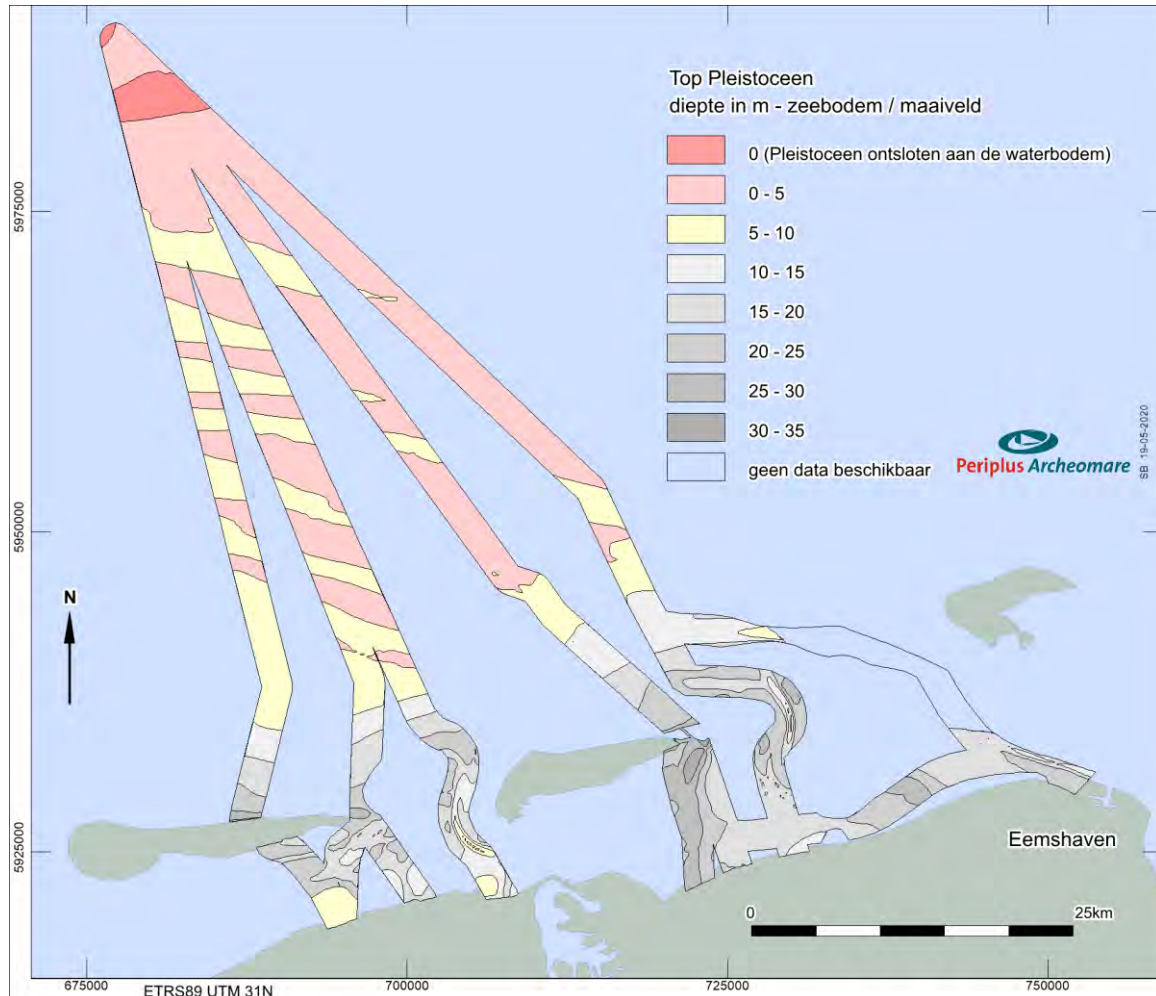 Top Pleistoceen
diepte in m - zeebodem / maaiveld
0 (Pleistoceen ontsloten aan de waterbodem)
0 - 5
5 - 10
10 - 15
15 - 20
20 - 25
25 - 30
30 - 35
geen data beschikbaar
Periplus Archeomare
SB 19-05-2020
5975000
5950000
5925000
N
Eemshaven
0
25km
675000
700000
725000
750000
ETRS89 UTM 31N